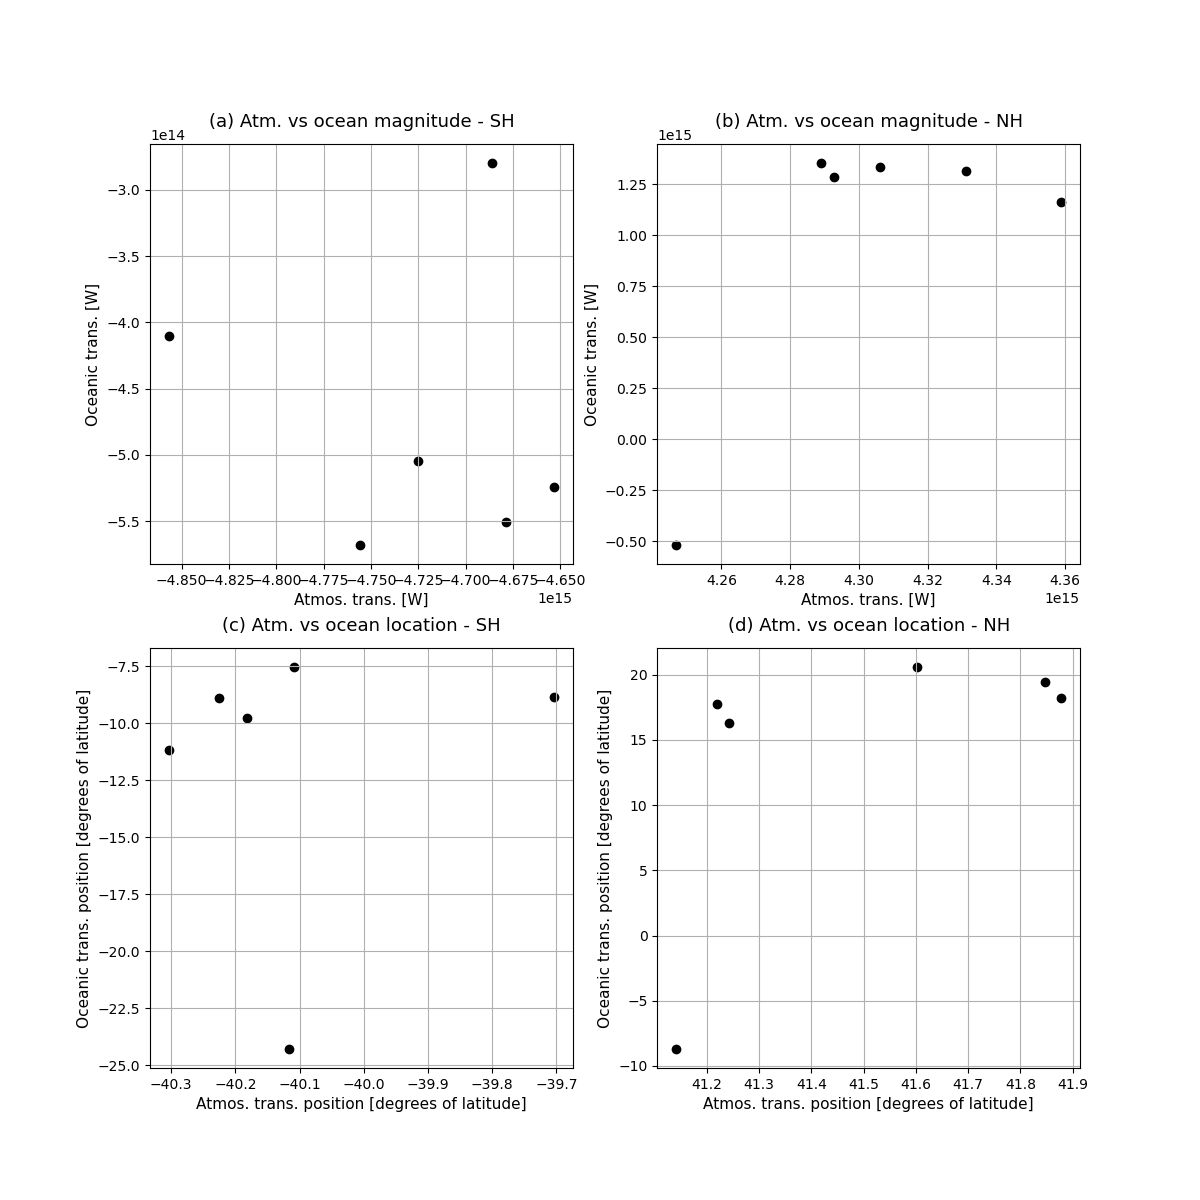 (a) Atm. vs ocean magnitude - SH
1e14
−3.0
−3.5
−4.0
−4.5
−5.0
−5.5
Oceanic trans. [W]
−4.850 −4.825 −4.800 −4.775 −4.750 −4.725 −4.700 −4.675 −4.650
Atmos. trans. [W]
1e15
(b) Atm. vs ocean magnitude - NH
1e15
1.25
1.00
0.75
0.50
0.25
0.00
−0.25
−0.50
Oceanic trans. [W]
4.26 4.28 4.30 4.32 4.34 4.36
Atmos. trans. [W]
1e15
(c) Atm. vs ocean location - SH
−7.5
−10.0
−12.5
−15.0
−17.5
−20.0
−22.5
−25.0
Oceanic trans. position [degrees of latitude]
−40.3 −40.2 −40.1 −40.0 −39.9 −39.8 −39.7
Atmos. trans. position [degrees of latitude]
(d) Atm. vs ocean location - NH
20
15
10
5
0
−5
−10
Oceanic trans. position [degrees of latitude]
41.2 41.3 41.4 41.5 41.6 41.7 41.8 41.9
Atmos. trans. position [degrees of latitude]